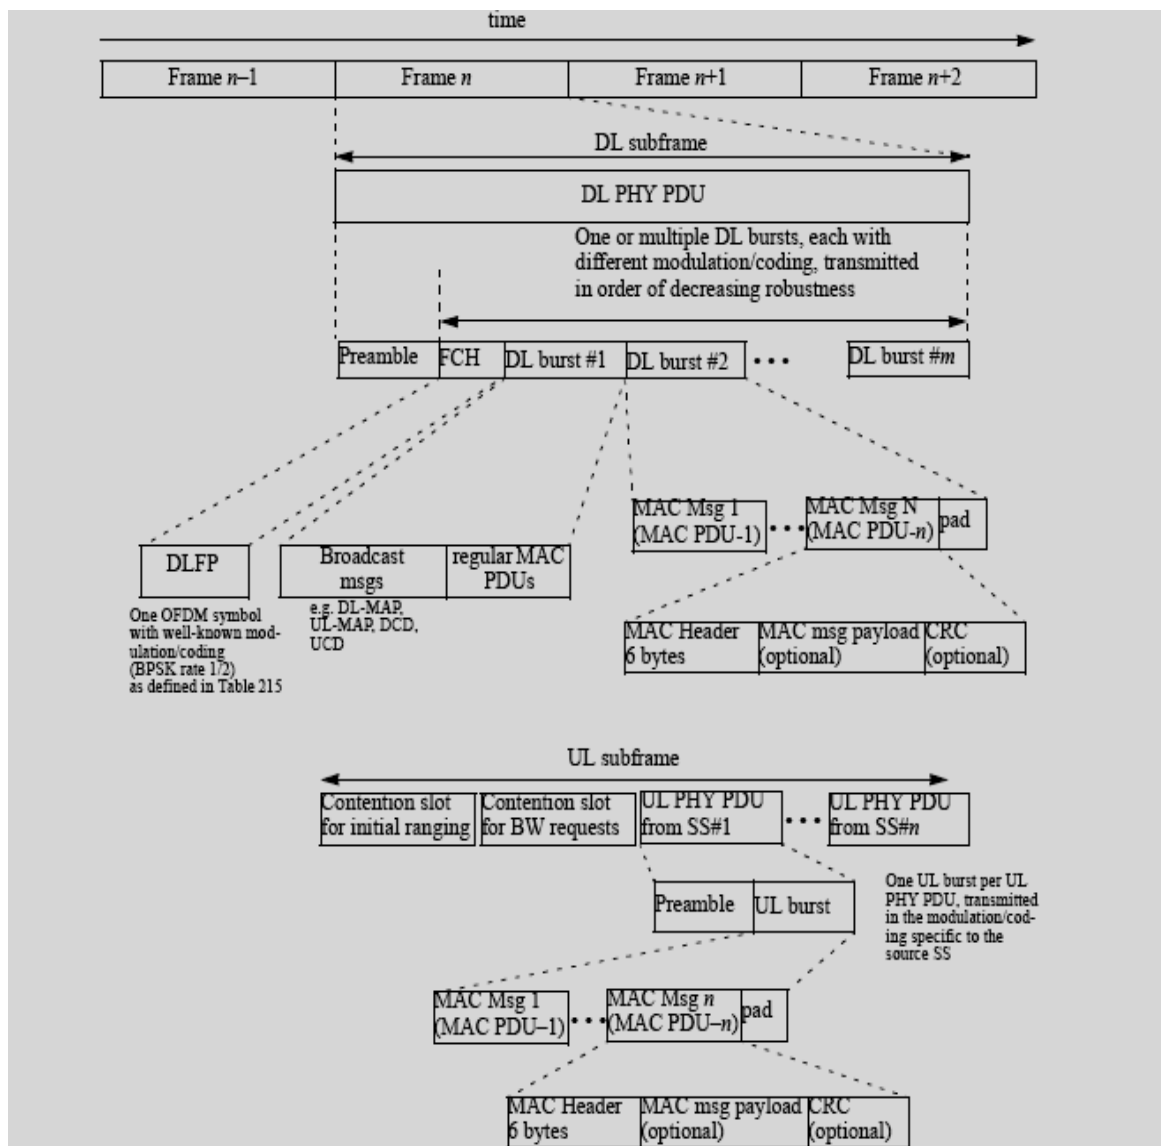 time
Frame n–1 Frame n Frame n+1 Frame n+2
DL subframe
DL PHY PDU
One or multiple DL bursts, each with
different modulation/coding, transmitted
in order of decreasing robustness
Preamble FCH DL burst #1 DL burst #2 ••• DL burst #m
MAC Msg 1
(MAC PDU-1)
•••
MAC Msg N
(MAC PDU-n)
pad
DLFP
Broadcast
msgs
regular MAC
PDUs
One OFDM symbol
with well-known mod-
ulation/coding
(BPSK rate 1/2)
as defined in Table 215
e.g. DL-MAP,
UL-MAP, DCD,
UCD
MAC Header
6 bytes
MAC msg payload
(optional)
CRC
(optional)
UL subframe
Contention slot
for initial ranging
Contention slot
for BW requests
UL PHY PDU
from SS#1
•••
UL PHY PDU
from SS#n
Preamble UL burst
One UL burst per UL
PHY PDU, transmitted
in the modulation/cod-
ing specific to the
source SS
MAC Msg 1
(MAC PDU–1)
•••
MAC Msg n
(MAC PDU–n)
pad
MAC Header
6 bytes
MAC msg payload
(optional)
CRC
(optional)